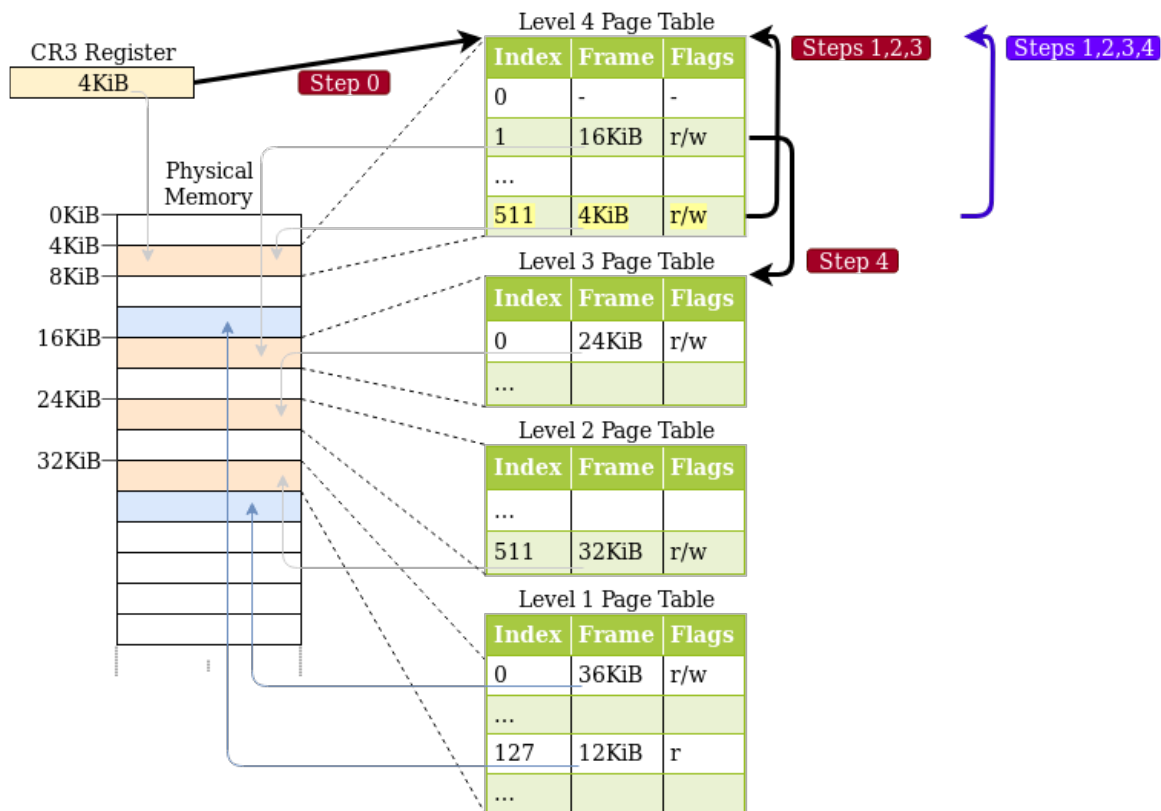 CR3 Register
4KiB
Step 0
Physical
Memory
0KiB
4KiB
8KiB
16KiB
24KiB
32KiB
Level 4 Page Table
Index Frame Flags
0 - -
1 16KiB r/w
...
511 4KiB r/w
Steps 1,2,3
Steps 1,2,3,4
Step 4
Level 3 Page Table
Index Frame Flags
0 24KiB r/w
...
Level 2 Page Table
Index Frame Flags
...
511 32KiB r/w
Level 1 Page Table
Index Frame Flags
0 36KiB r/w
...
127 12KiB r
...